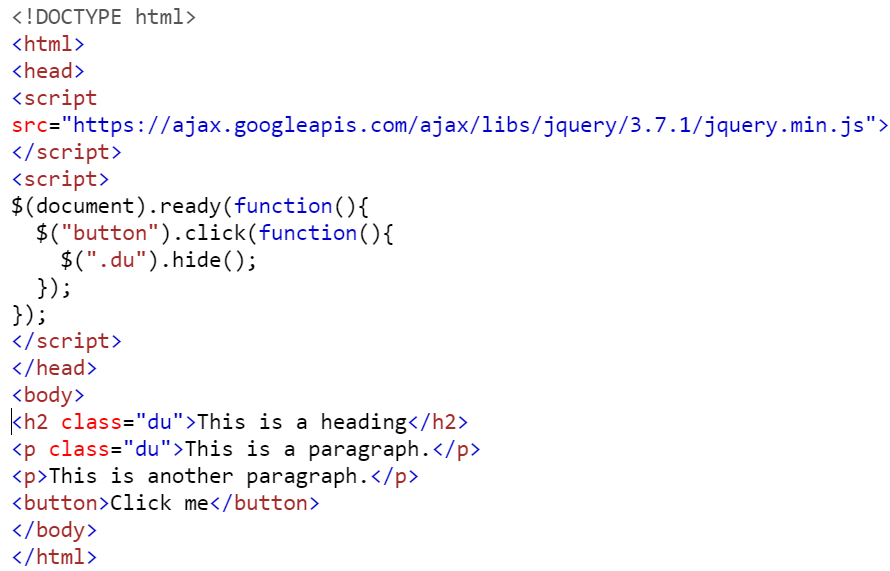 <!DOCTYPE html>
<html>
<head>
<script
src="https://ajax.googleapis.com/ajax/libs/jquery/3.7.1/jquery.min.js">
</script>
<script>
$(document).ready(function(){
  $("button").click(function(){
    $(".du").hide();
  });
});
</script>
</head>
<body>
<h2 class="du">This is a heading</h2>
<p class="du">This is a paragraph.</p>
<p>This is another paragraph.</p>
<button>Click me</button>
</body>
</html>